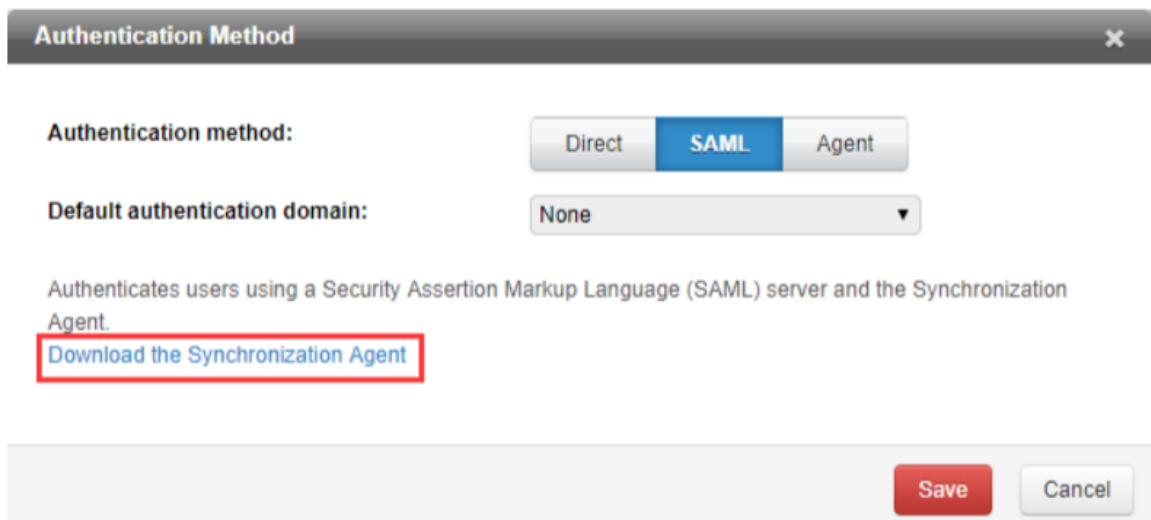 Authentication Method
Authentication method:
Direct SAML Agent
Default authentication domain:
None
Authenticates users using a Security Assertion Markup Language (SAML) server and the Synchronization
Agent.
Download the Synchronization Agent
Save Cancel